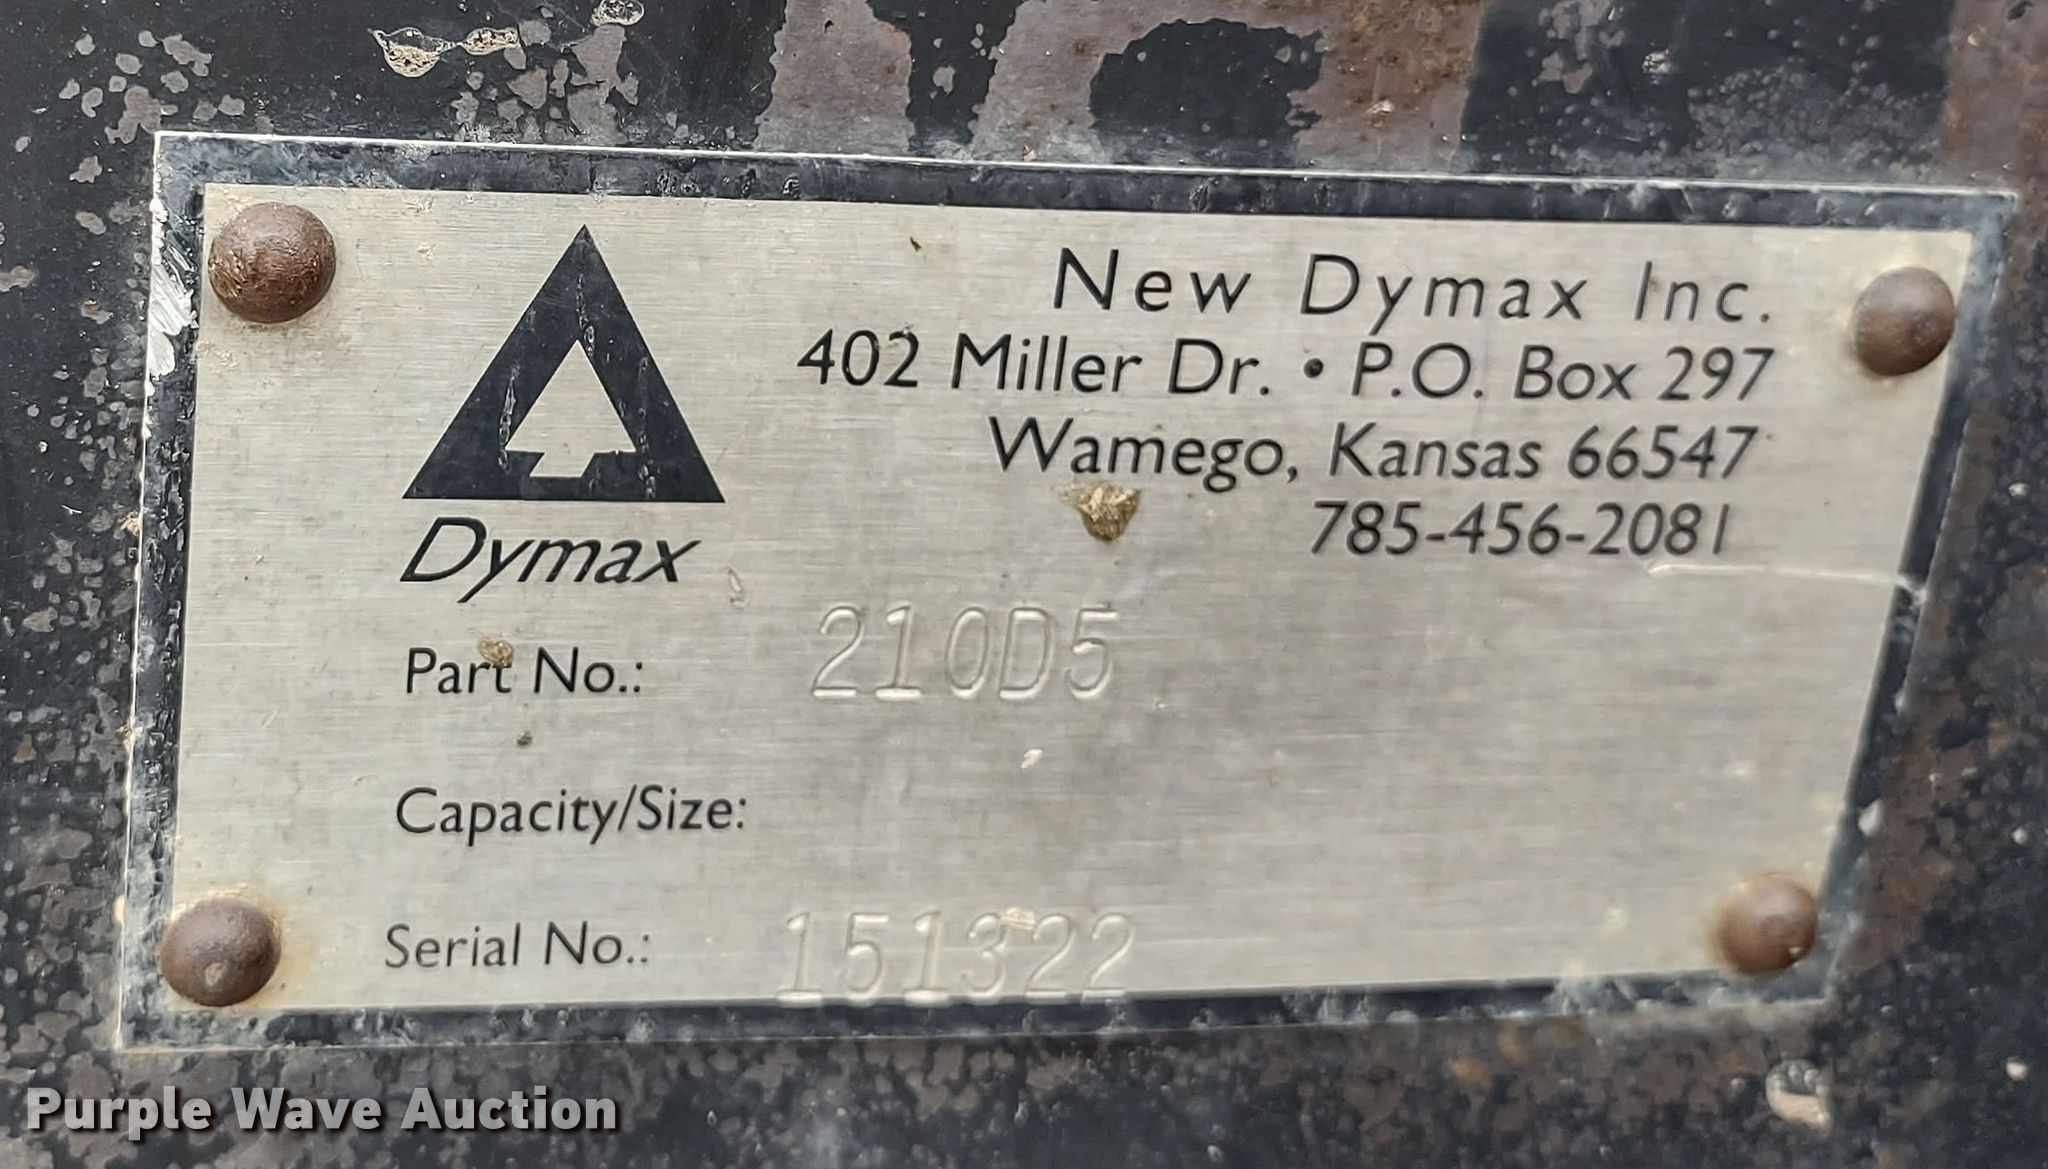 New Dymax Inc.
402 Miller Dr. • P.O. Box 297
Wamego, Kansas 66547
785-456-2081
Dymax
Part No.: 210D5
Capacity/Size:
Serial No.: 151322
Purple Wave Auction